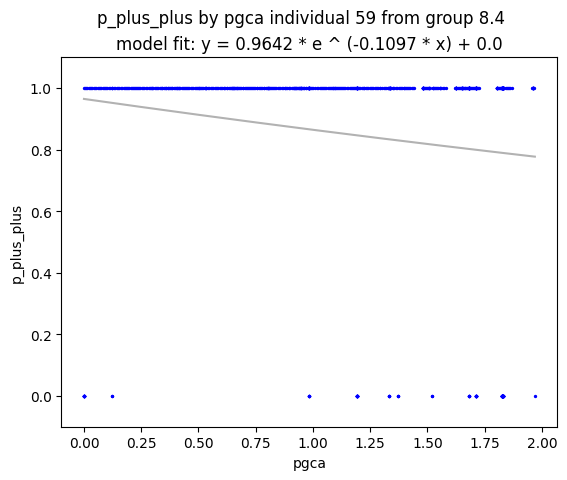 p_plus_plus by pgca individual 59 from group 8.4
model fit: y = 0.9642 * e ^ (-0.1097 * x) + 0.0
1.0
0.8
0.6
0.4
0.2
0.0
p_plus_plus
0.00 0.25 0.50 0.75 1.00 1.25 1.50 1.75 2.00
pgca